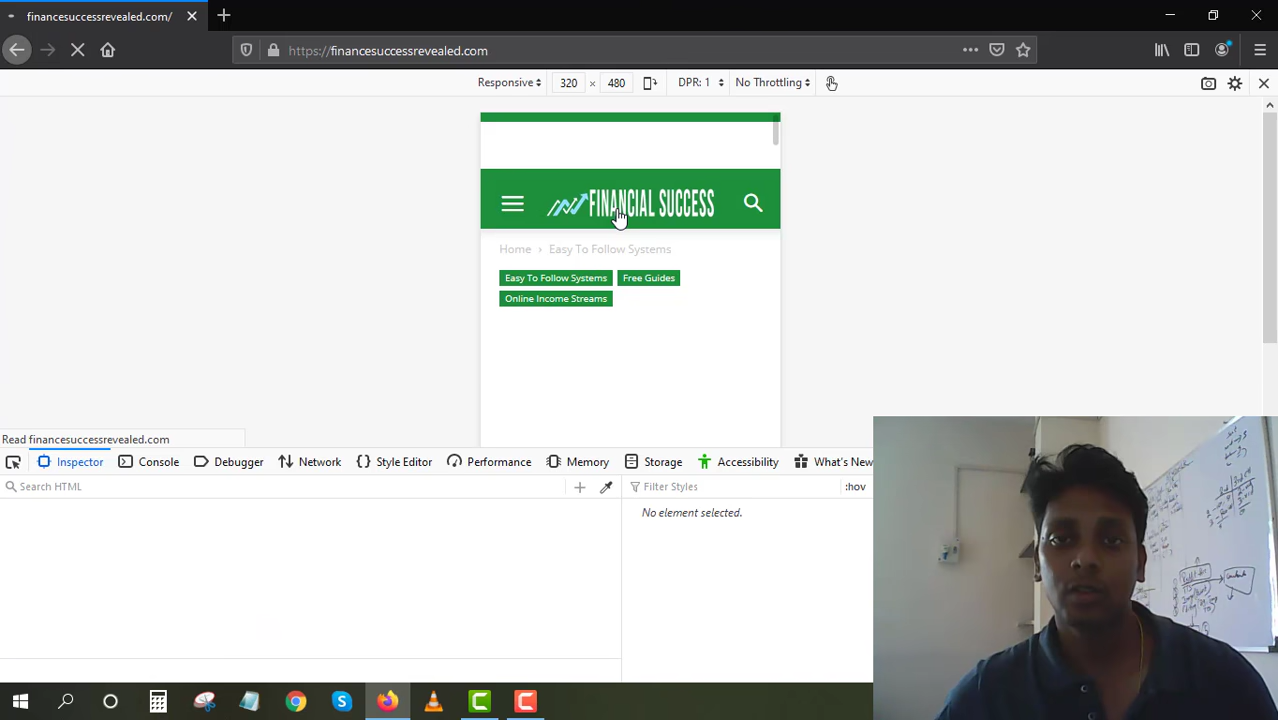 financesuccessrevealed.com/
https://financesuccessrevealed.com
Responsive 320 × 480 DPR: 1 No Throttling
FINANCIAL SUCCESS
Home › Easy To Follow Systems
Easy To Follow Systems Free Guides
Online Income Streams
Read financesuccessrevealed.com
Inspector Console Debugger Network Style Editor Performance Memory Storage Accessibility What's New
Search HTML
Filter Styles :hov
No element selected.